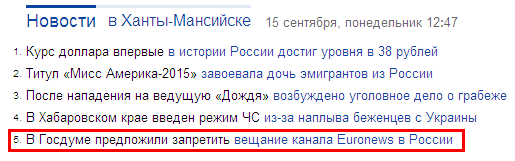 Новости в Ханты-Мансийске 15 сентября, понедельник 12:47
1. Курс доллара впервые в истории России достиг уровня в 38 рублей
2. Титул «Мисс Америка-2015» завоевала дочь эмигрантов из России
3. После нападения на ведущую «Дождя» возбуждено уголовное дело о грабеже
4. В Хабаровском крае введен режим ЧС из-за наплыва беженцев с Украины
5. В Госдуме предложили запретить вещание канала Euronews в России